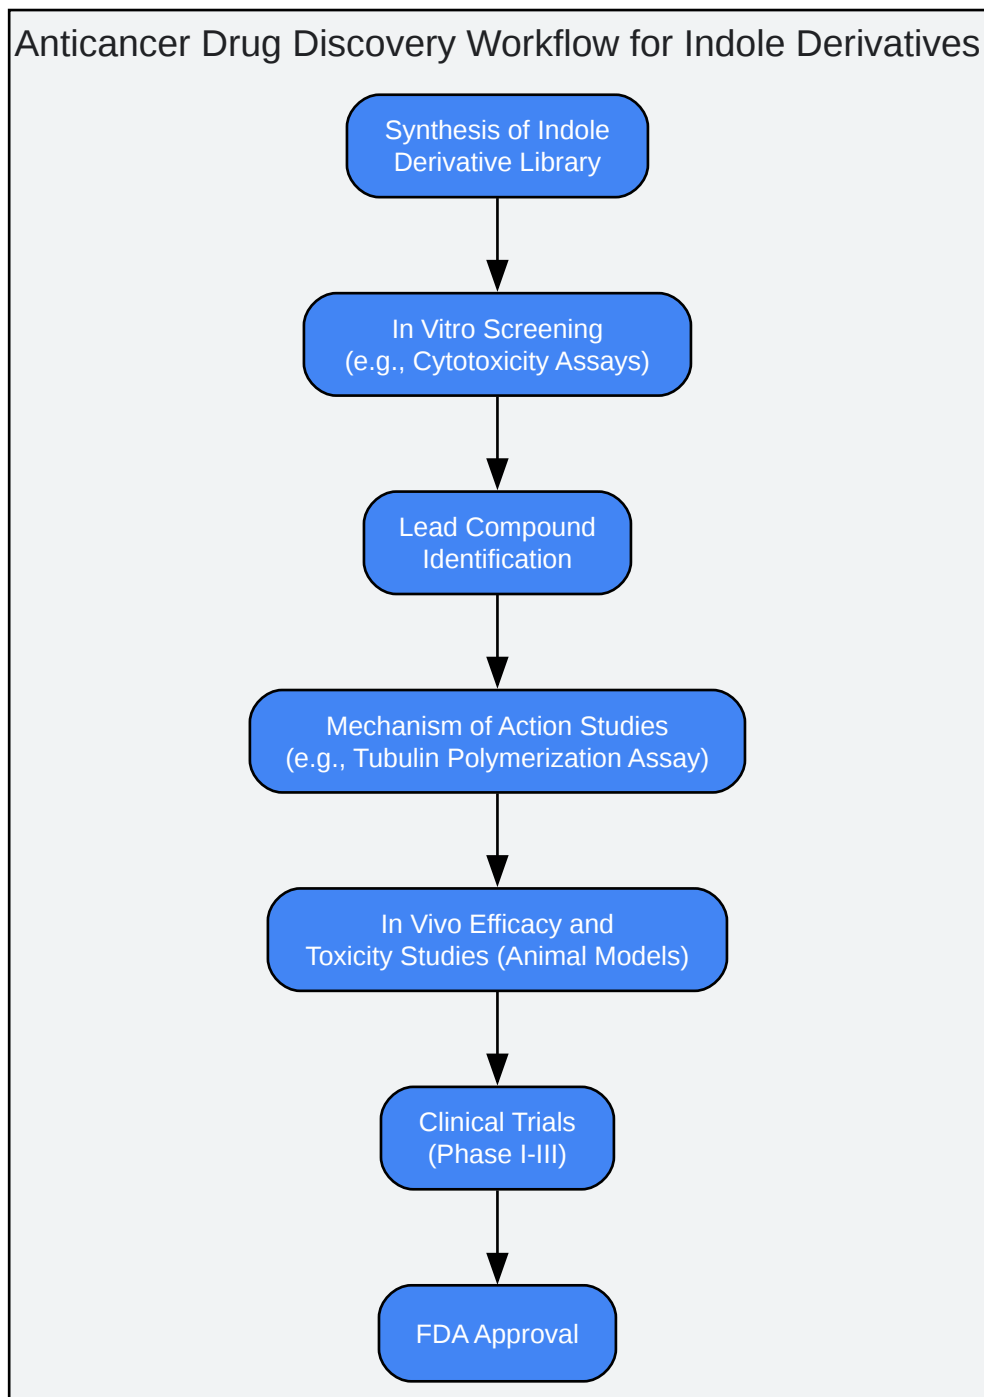 Anticancer Drug Discovery Workflow for Indole Derivatives
Synthesis of Indole
Derivative Library
In Vitro Screening
(e.g., Cytotoxicity Assays)
Lead Compound
Identification
Mechanism of Action Studies
(e.g., Tubulin Polymerization Assay)
In Vivo Efficacy and
Toxicity Studies (Animal Models)
Clinical Trials
(Phase I-III)
FDA Approval